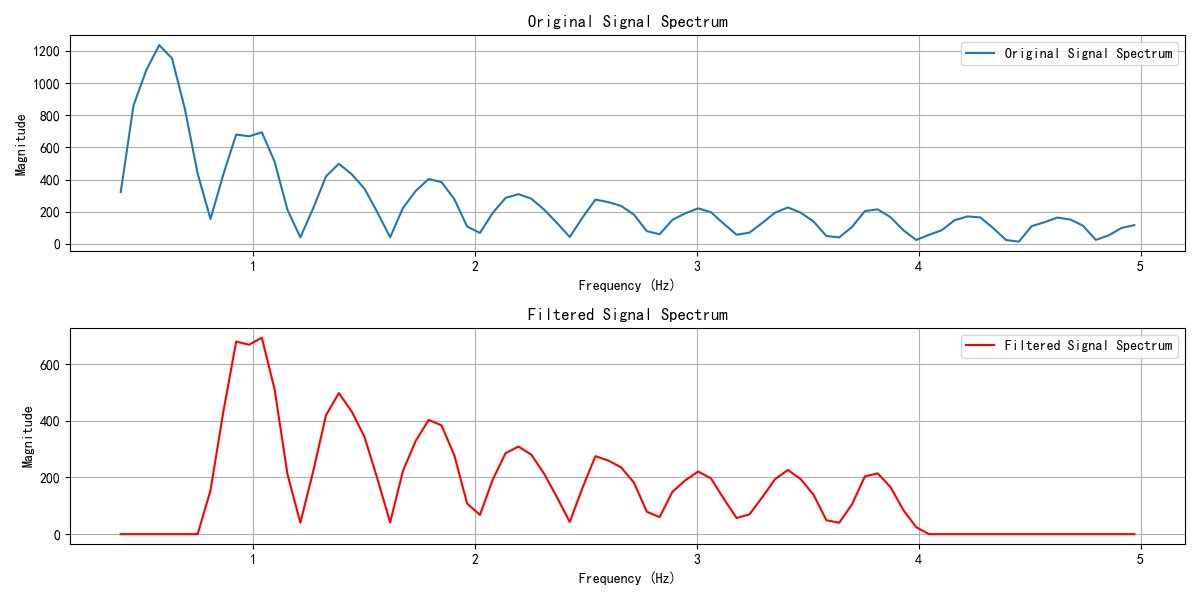 Original Signal Spectrum
Original Signal Spectrum
1200
1000
800
600
400
200
0
Magnitude
1 2 3 4 5
Frequency (Hz)
Filtered Signal Spectrum
Filtered Signal Spectrum
600
400
200
0
Magnitude
1 2 3 4 5
Frequency (Hz)